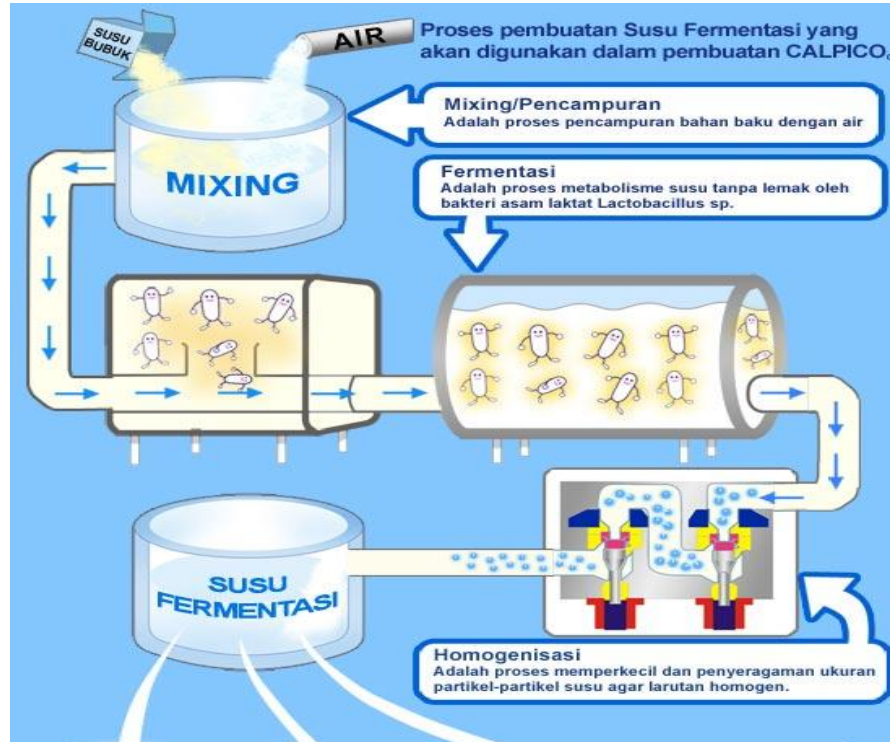 SUSU
BUBUK
AIR
Proses pembuatan Susu Fermentasi yang
akan digunakan dalam pembuatan CALPICO.
Mixing/Pencampuran
Adalah proses pencampuran bahan baku dengan air
MIXING
Fermentasi
Adalah proses metabolisme susu tanpa lemak oleh
bakteri asam laktat Lactobacillus sp.
SUSU
FERMENTASI
Homogenisasi
Adalah proses memperkecil dan penyeragaman ukuran
partikel-partikel susu agar larutan homogen.